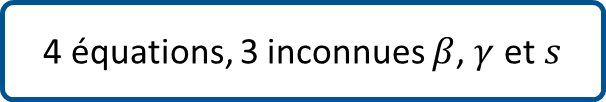 4 équations, 3 inconnues β, γ et s